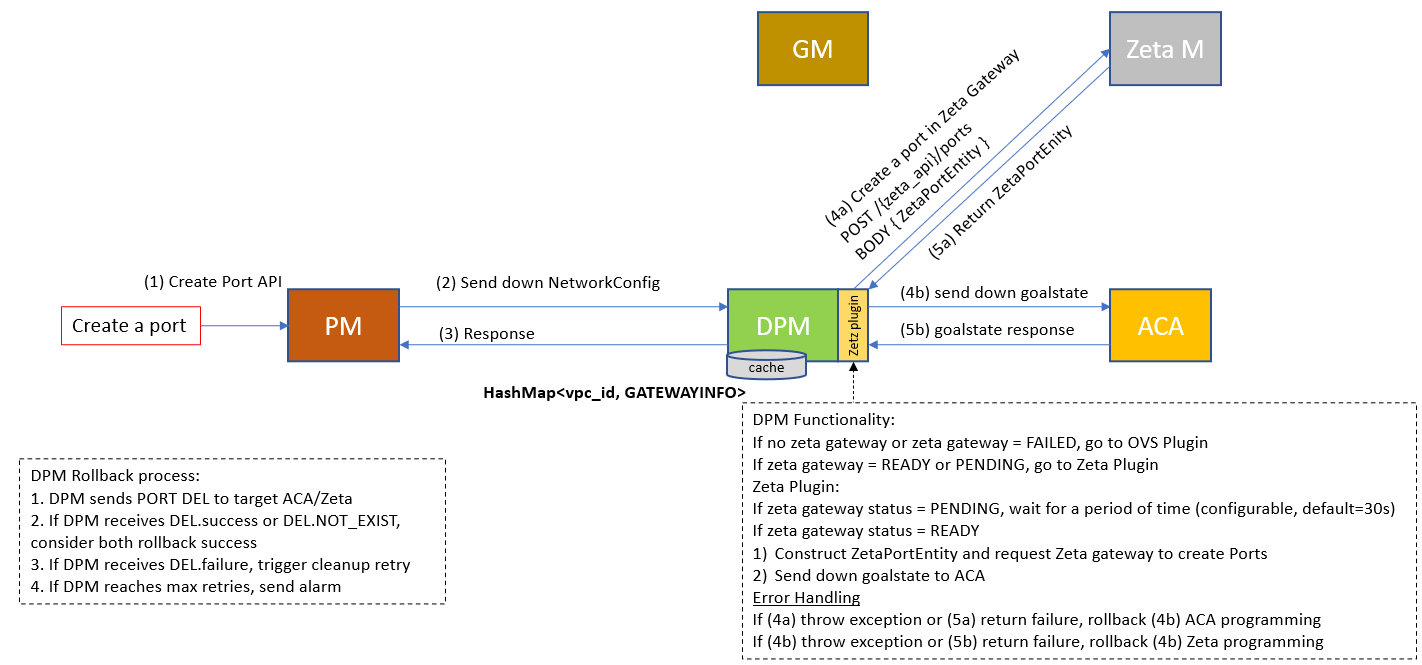 GM
Zeta M
(4a) Create a port in Zeta Gateway
POST /{zeta_api}/ports
BODY { ZetaPortEntity }
(5a) Return ZetaPortEnity
(1) Create Port API
Create a port
PM
(2) Send down NetworkConfig
(3) Response
DPM
Zetz plugin
cache
(4b) send down goalstate
(5b) goalstate response
ACA
HashMap<vpc_id, GATEWAYINFO>
DPM Rollback process:
1. DPM sends PORT DEL to target ACA/Zeta
2. If DPM receives DEL.success or DEL.NOT_EXIST,
consider both rollback success
3. If DPM receives DEL.failure, trigger cleanup retry
4. If DPM reaches max retries, send alarm
DPM Functionality:
If no zeta gateway or zeta gateway = FAILED, go to OVS Plugin
If zeta gateway = READY or PENDING, go to Zeta Plugin
Zeta Plugin:
If zeta gateway status = PENDING, wait for a period of time (configurable, default=30s)
If zeta gateway status = READY
1) Construct ZetaPortEntity and request Zeta gateway to create Ports
2) Send down goalstate to ACA
Error Handling
If (4a) throw exception or (5a) return failure, rollback (4b) ACA programming
If (4b) throw exception or (5b) return failure, rollback (4b) Zeta programming